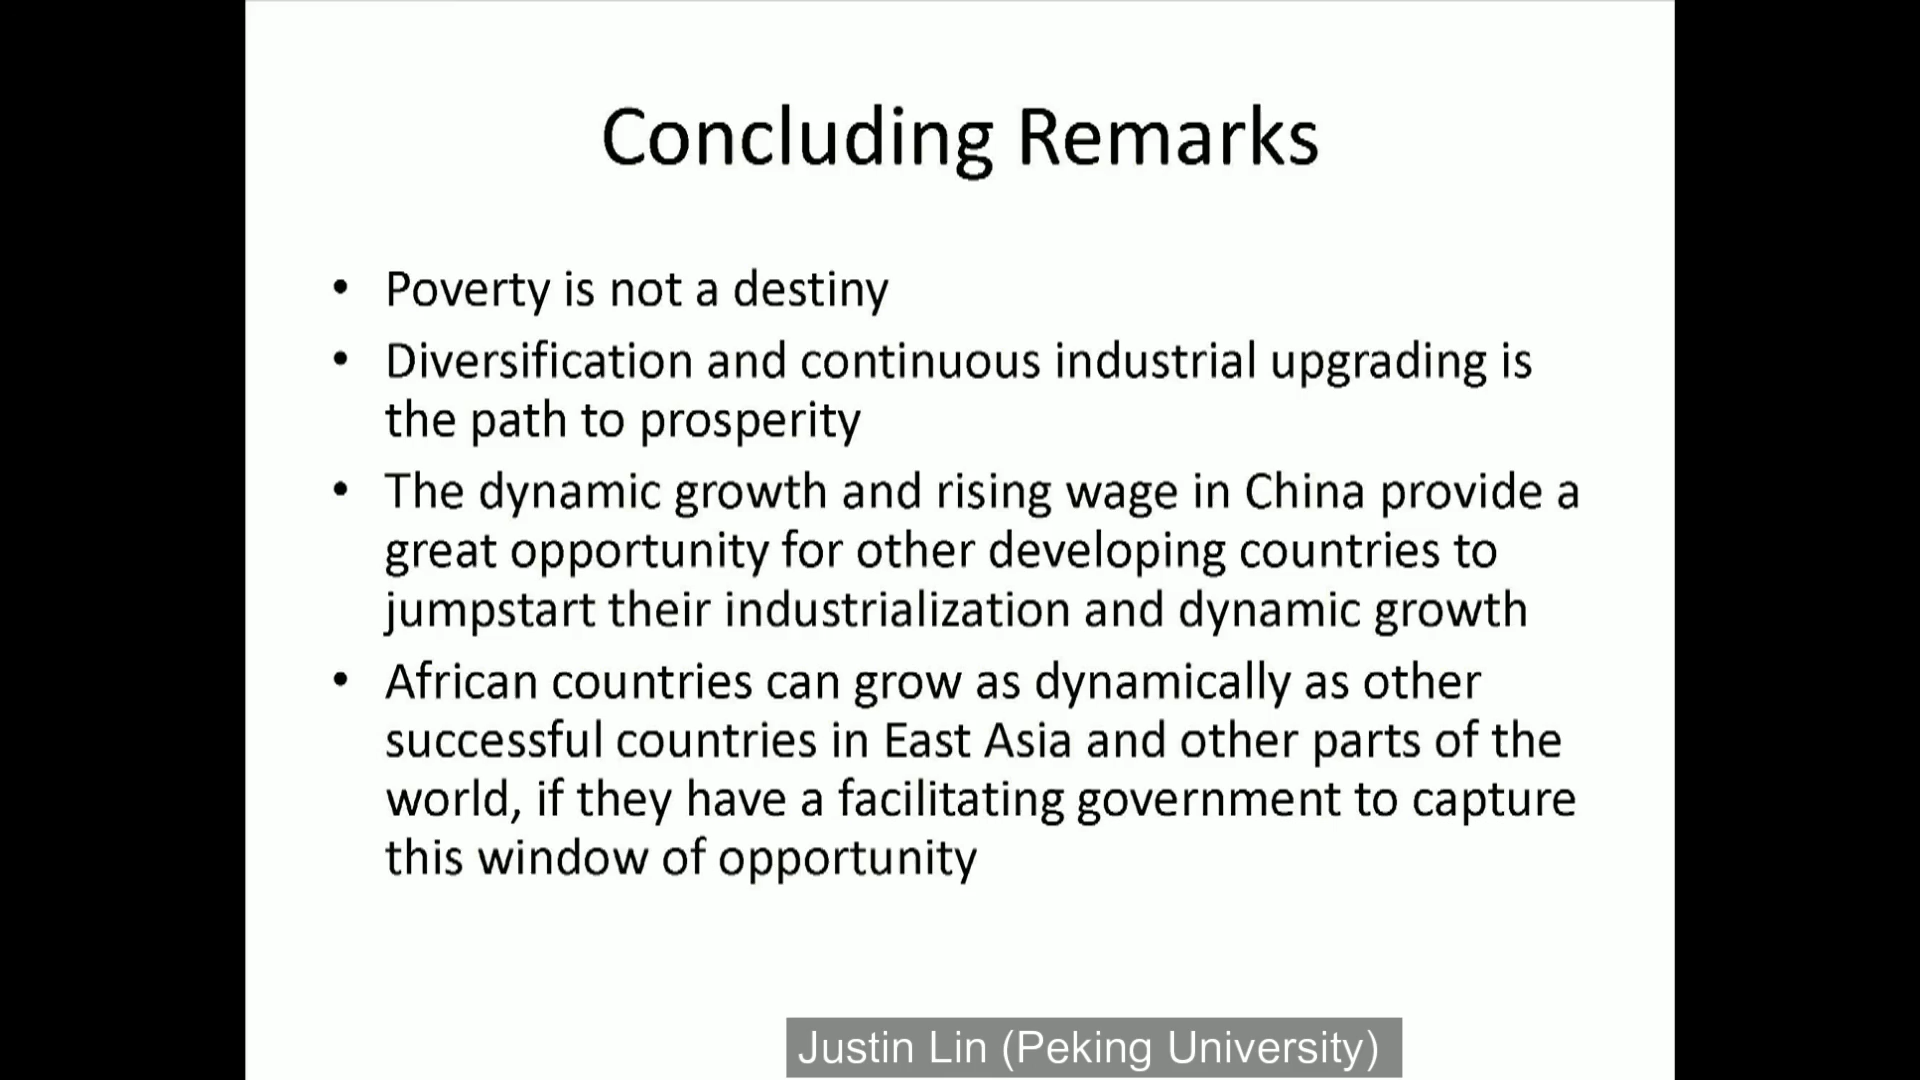 Concluding Remarks
• Poverty is not a destiny
• Diversification and continuous industrial upgrading is
the path to prosperity
• The dynamic growth and rising wage in China provide a
great opportunity for other developing countries to
jumpstart their industrialization and dynamic growth
• African countries can grow as dynamically as other
successful countries in East Asia and other parts of the
world, if they have a facilitating government to capture
this window of opportunity
Justin Lin (Peking University)